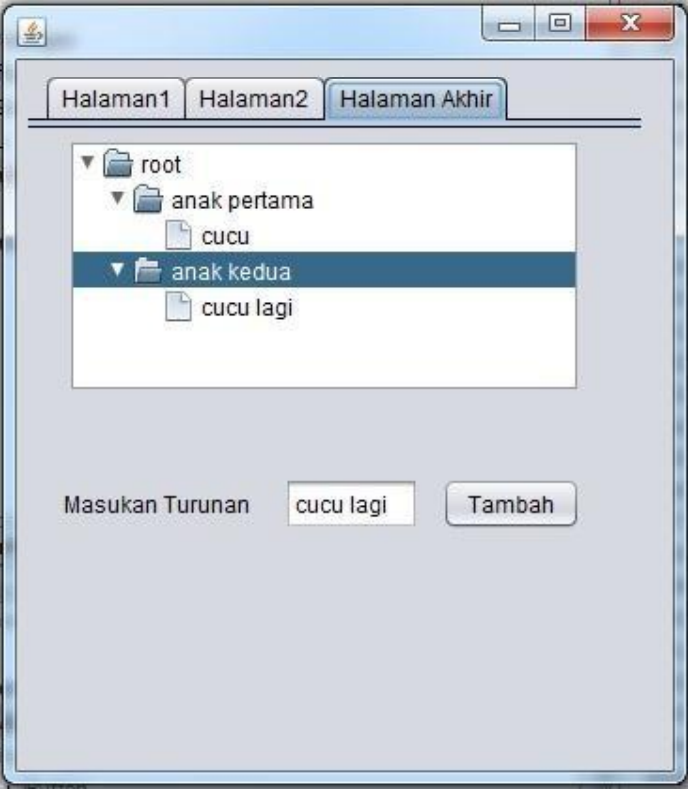 Halaman1 Halaman2 Halaman Akhir
root
anak pertama
cucu
anak kedua
cucu lagi
Masukan Turunan cucu lagi Tambah